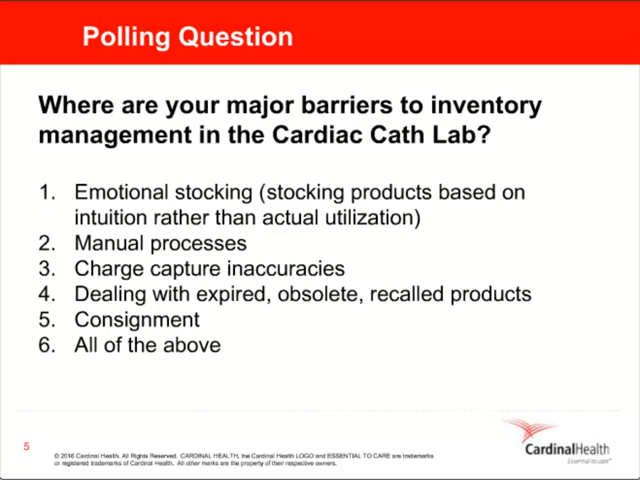 Polling Question
Where are your major barriers to inventory
management in the Cardiac Cath Lab?
1. Emotional stocking (stocking products based on
intuition rather than actual utilization)
2. Manual processes
3. Charge capture inaccuracies
4. Dealing with expired, obsolete, recalled products
5. Consignment
6. All of the above
5
© 2016 Cardinal Health. All Rights Reserved. CARDINAL HEALTH, the Cardinal Health LOGO and ESSENTIAL TO CARE are trademarks
or registered trademarks of Cardinal Health. All other marks are the property of their respective owners.
CardinalHealth
Essential to care